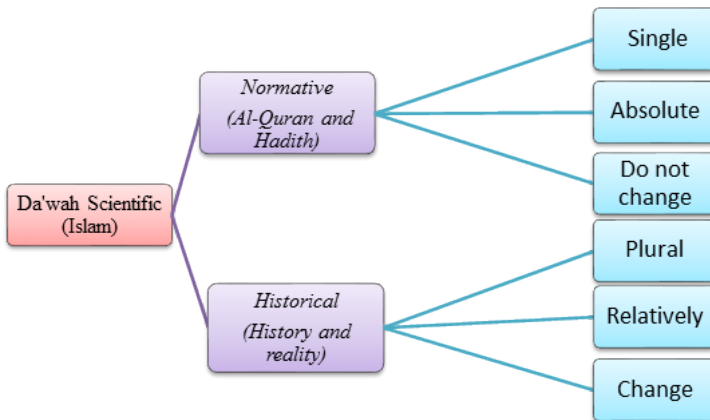 Da'wah Scientific
(Islam)
Normative
(Al-Quran and
Hadith)
Single
Absolute
Do not
change
Historical
(History and
reality)
Plural
Relatively
Change